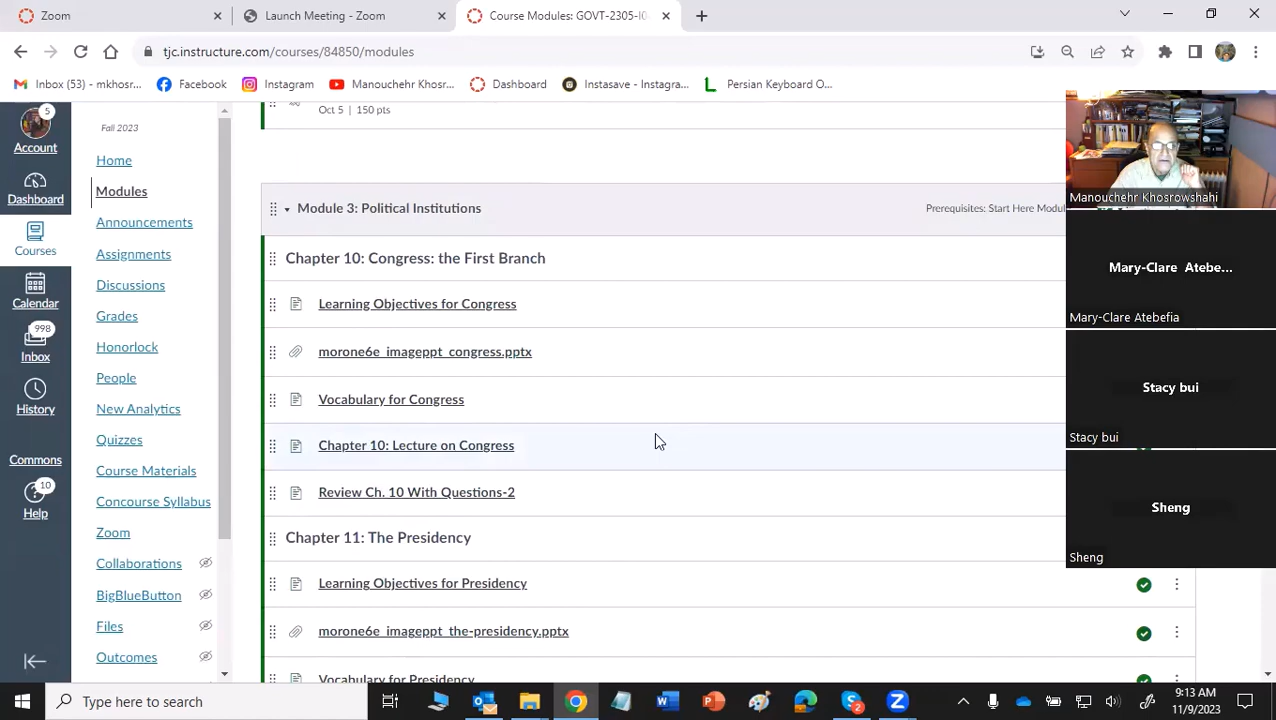 Zoom
Launch Meeting - Zoom
Course Modules: GOVT-2305-I0
tjc.instructure.com/courses/84850/modules
Inbox (53) - mkhosr...
Facebook
Instagram
Manouchehr Khosr...
Dashboard
Instasave - Instagra...
Persian Keyboard O...
5
Account
Dashboard
Courses
Calendar
998
Inbox
History
Commons
10
Help
Fall 2023
Home
Modules
Announcements
Assignments
Discussions
Grades
Honorlock
People
New Analytics
Quizzes
Course Materials
Concourse Syllabus
Zoom
Collaborations
BigBlueButton
Files
Outcomes
Oct 5 | 150 pts
Module 3: Political Institutions
Prerequisites: Start Here Modul
Chapter 10: Congress: the First Branch
Learning Objectives for Congress
morone6e_imageppt_congress.pptx
Vocabulary for Congress
Chapter 10: Lecture on Congress
Review Ch. 10 With Questions-2
Chapter 11: The Presidency
Learning Objectives for Presidency
morone6e_imageppt_the-presidency.pptx
Vocabulary for Presidency
Manouchehr Khosrowshahi
Mary-Clare Atebe...
Mary-Clare Atebefia
Stacy bui
Stacy bui
Sheng
Sheng
Type here to search
2
9:13 AM
11/9/2023